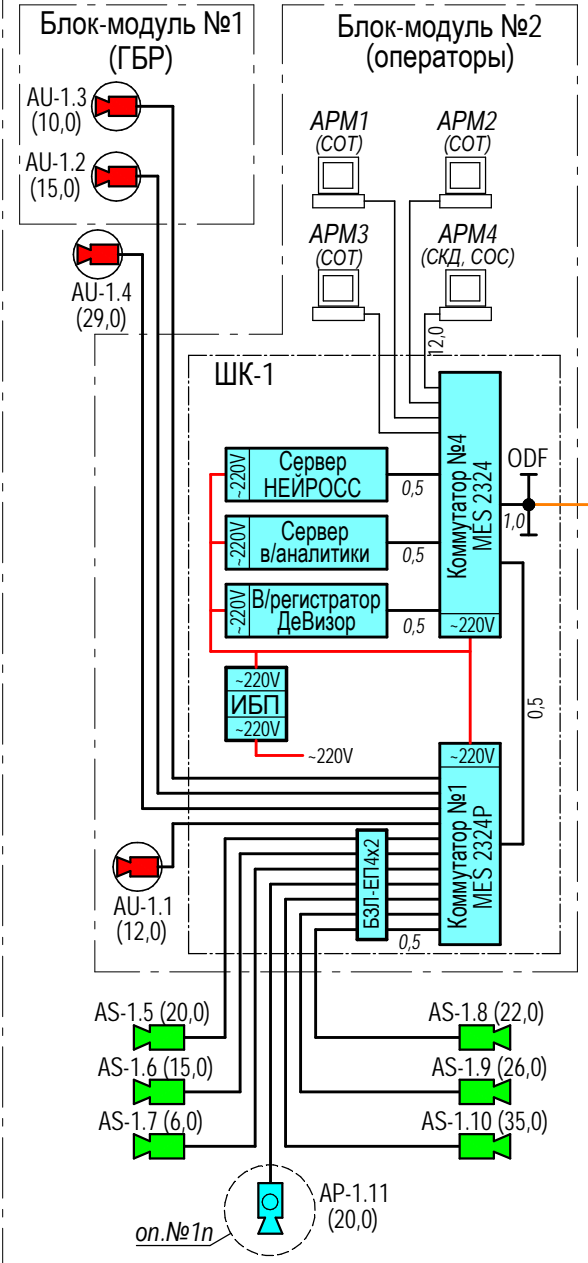 Блок-модуль №1
(ГБР)
Блок-модуль №2
(операторы)
AU-1.3
(10,0)
AU-1.2
(15,0)
AU-1.4
(29,0)
АРМ1
(СОТ)
АРМ2
(СОТ)
АРМ3
(СОТ)
АРМ4
(СКД, СОС)
12,0
ШК-1
~220V
Сервер
НЕЙРОСС
0,5
~220V
Сервер
в/аналитики
0,5
~220V
В/регистратор
ДеВизор
0,5
Коммутатор №4
MES 2324
~220V
ODF
1,0
0,5
~220V
ИБП
~220V
~220V
~220V
Коммутатор №1
MES 2324P
БЗЛ-ЕП4х2
0,5
AU-1.1
(12,0)
AS-1.5 (20,0)
AS-1.6 (15,0)
AS-1.7 (6,0)
AS-1.8 (22,0)
AS-1.9 (26,0)
AS-1.10 (35,0)
AP-1.11
(20,0)
оп.№1п